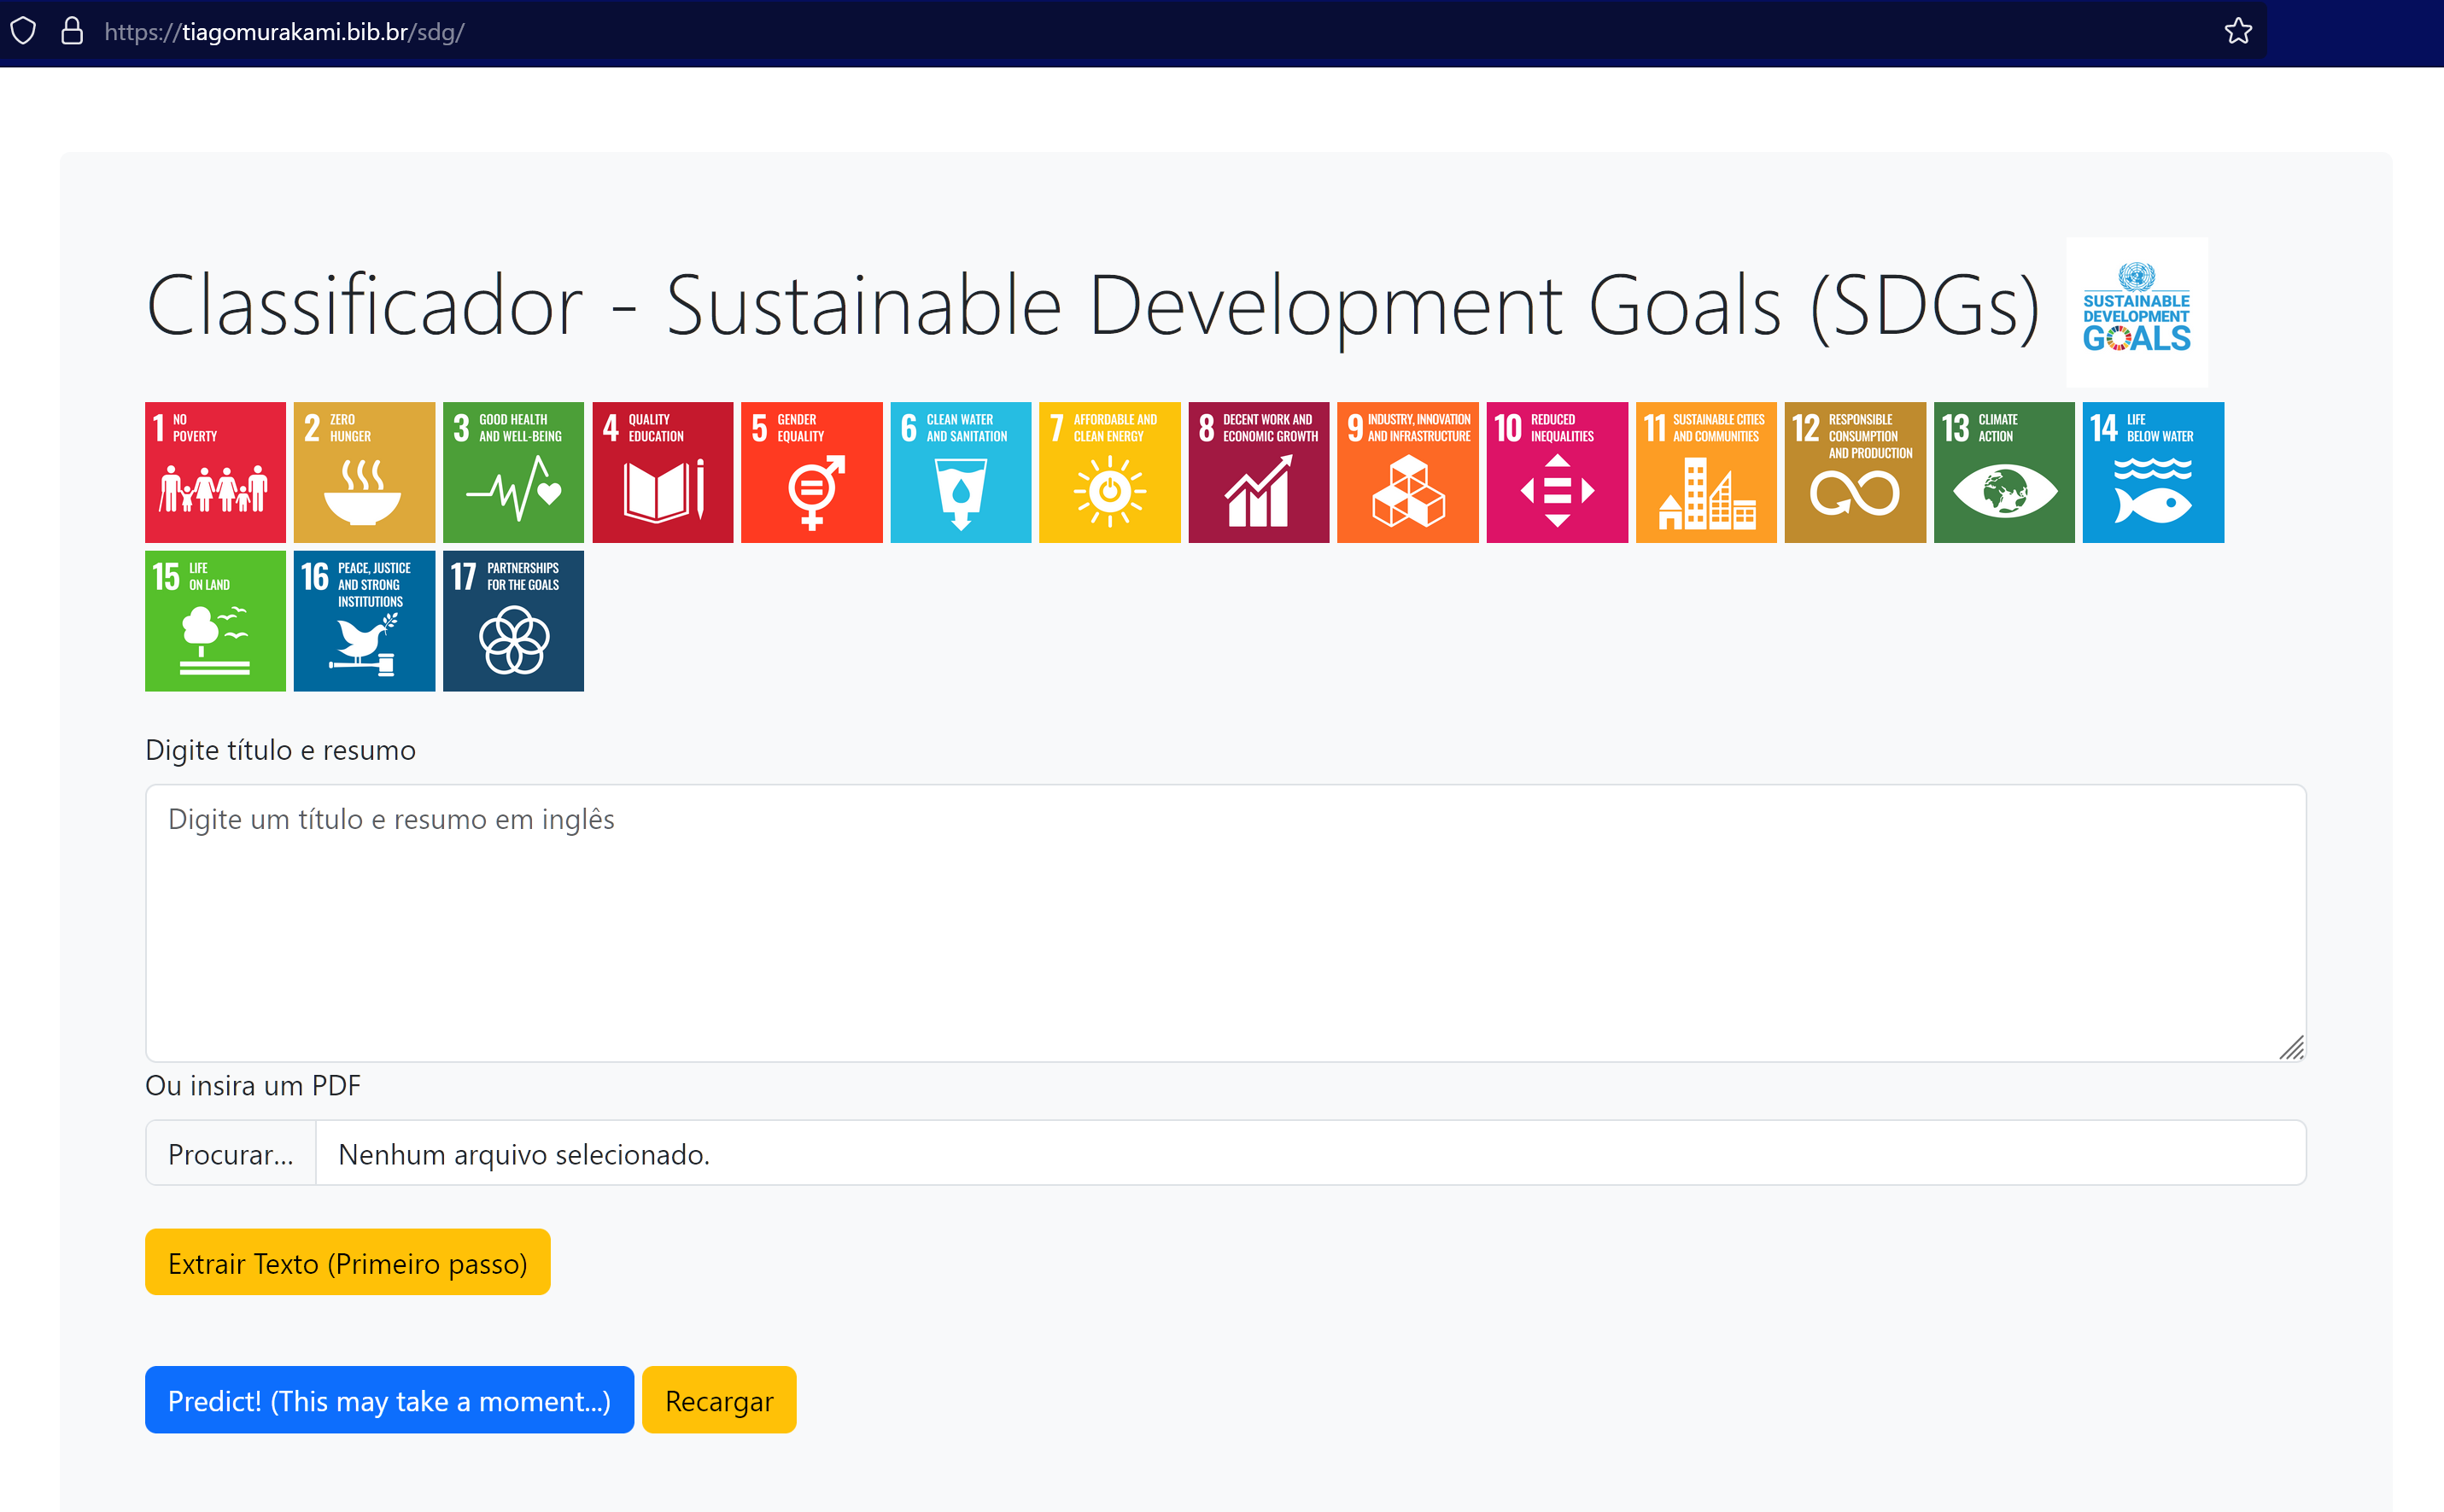 https://tiagomurakami.bib.br/sdg/
Classificador - Sustainable Development Goals (SDGs)
SUSTAINABLE
DEVELOPMENT
GOALS
1 NO
POVERTY
2 ZERO
HUNGER
3 GOOD HEALTH
AND WELL-BEING
4 QUALITY
EDUCATION
5 GENDER
EQUALITY
6 CLEAN WATER
AND SANITATION
7 AFFORDABLE AND
CLEAN ENERGY
8 DECENT WORK AND
ECONOMIC GROWTH
9 INDUSTRY, INNOVATION
AND INFRASTRUCTURE
10 REDUCED
INEQUALITIES
11 SUSTAINABLE CITIES
AND COMMUNITIES
12 RESPONSIBLE
CONSUMPTION
AND PRODUCTION
13 CLIMATE
ACTION
14 LIFE
BELOW WATER
15 LIFE
ON LAND
16 PEACE, JUSTICE
AND STRONG
INSTITUTIONS
17 PARTNERSHIPS
FOR THE GOALS
Digite título e resumo
Digite um título e resumo em inglês
Ou insira um PDF
Procurar... Nenhum arquivo selecionado.
Extrair Texto (Primeiro passo)
Predict! (This may take a moment...) Recargar